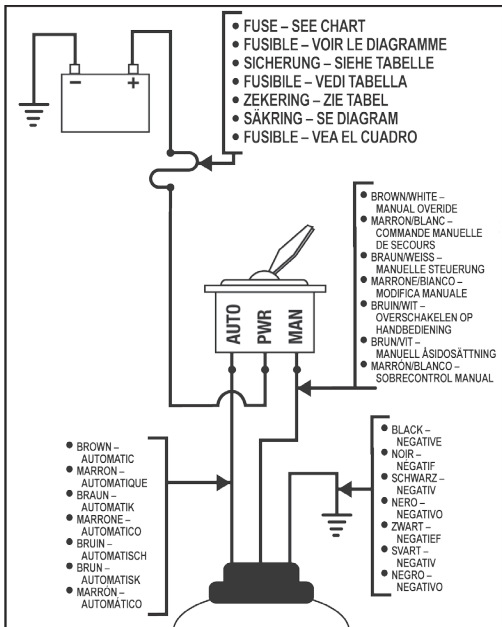 • FUSE – SEE CHART
• FUSIBLE – VOIR LE DIAGRAMME
• SICHERUNG – SIEHE TABELLE
• FUSIBILE – VEDI TABELLA
• ZEKERING – ZIE TABEL
• SÄKRING – SE DIAGRAM
• FUSIBLE – VEA EL CUADRO
– +
• BROWN/WHITE –
MANUAL OVERIDE
• MARRON/BLANC –
COMMANDE MANUELLE
DE SECOURS
• BRAUN/WEISS –
MANUELLE STEUERUNG
• MARRONE/BIANCO –
MODIFICA MANUALE
• BRUIN/WIT –
OVERSCHAKELEN OP
HANDBEDIENING
• BRUN/VIT –
MANUELL ÅSIDOSÄTTNING
• MARRÓN/BLANCO –
SOBRECONTROL MANUAL
AUTO
PWR
MAN
• BROWN –
AUTOMATIC
• MARRON –
AUTOMATIQUE
• BRAUN –
AUTOMATIK
• MARRONE –
AUTOMATICO
• BRUIN –
AUTOMATISCH
• BRUN –
AUTOMATISK
• MARRÓN –
AUTOMÁTICO
• BLACK –
NEGATIVE
• NOIR –
NÉGATIF
• SCHWARZ –
NEGATIV
• NERO –
NEGATIVO
• ZWART –
NEGATIEF
• SVART –
NEGATIV
• NEGRO –
NEGATIVO